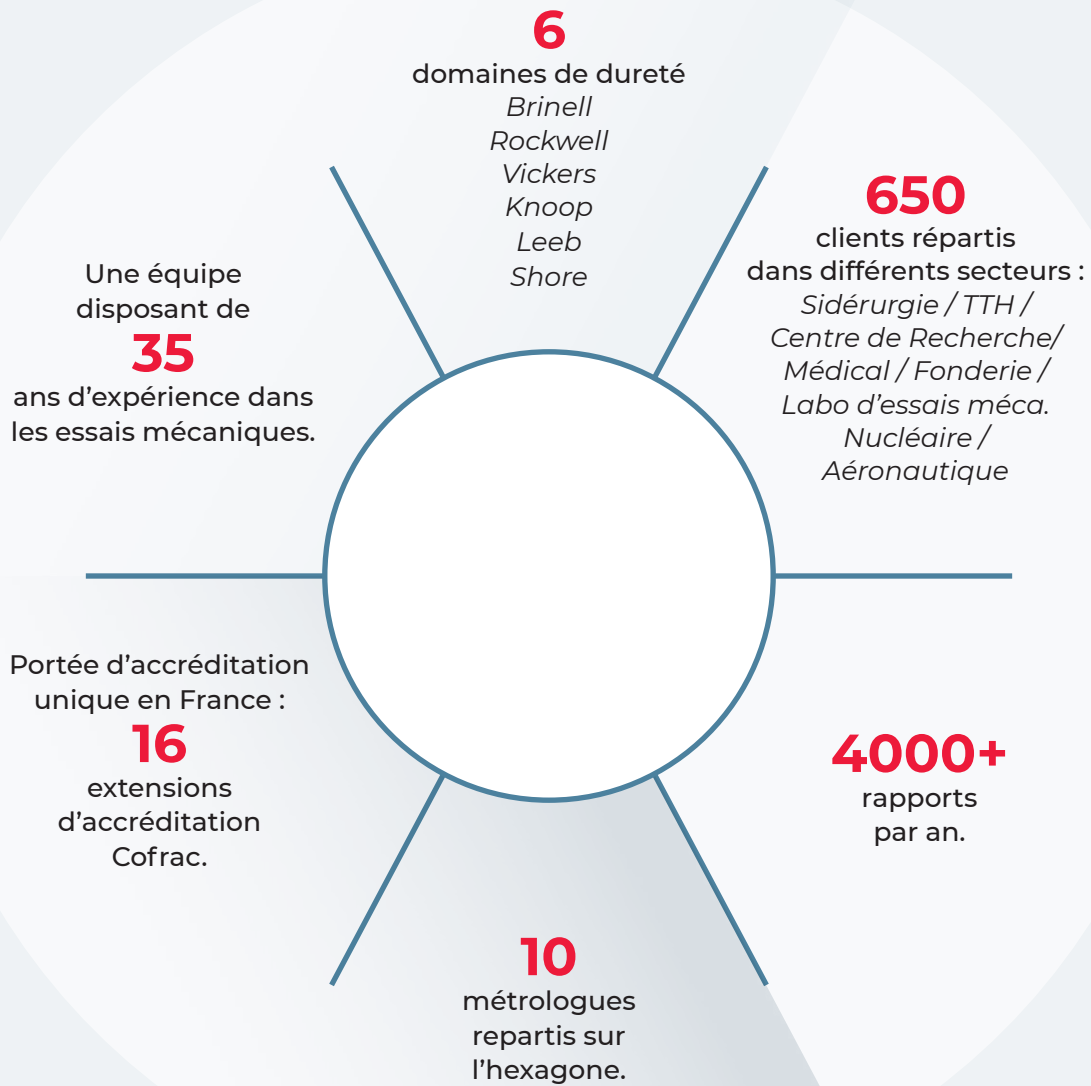 6
domaines de dureté
Brinell
Rockwell
Vickers
Knoop
Leeb
Shore
650
clients répartis
dans différents secteurs :
Sidérurgie / TTH /
Centre de Recherche/
Médical / Fonderie /
Labo d’essais méca.
Nucléaire /
Aéronautique
4000+
rapports
par an.
10
métrologues
repartis sur
l’hexagone.
Portée d’accréditation
unique en France :
16
extensions
d’accréditation
Cofrac.
Une équipe
disposant de
35
ans d’expérience dans
les essais mécaniques.